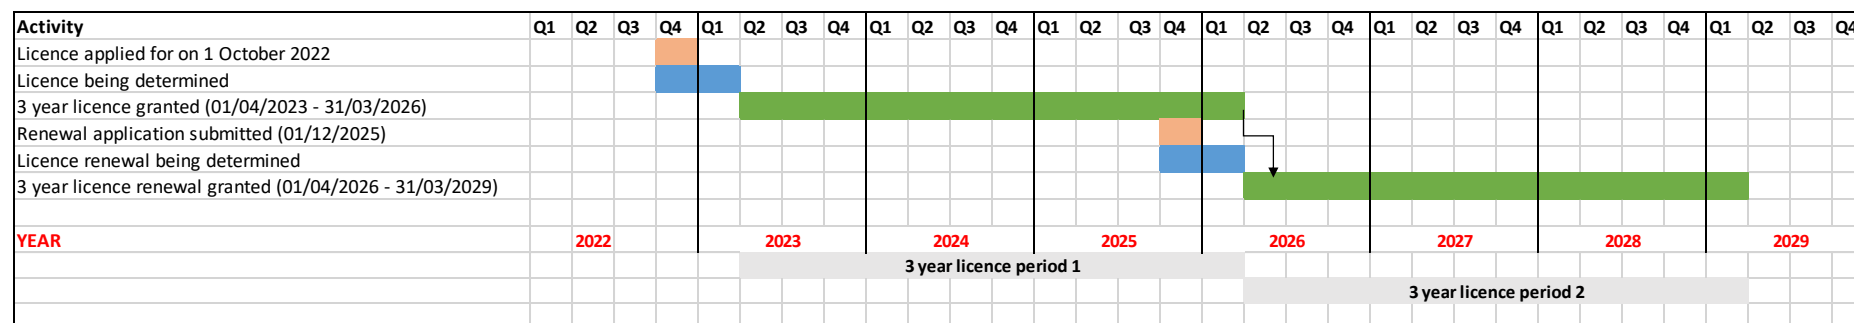 Activity Q1 Q2 Q3 Q4 Q1 Q2 Q3 Q4 Q1 Q2 Q3 Q4 Q1 Q2 Q3 Q4 Q1 Q2 Q3 Q4 Q1 Q2 Q3 Q4 Q1 Q2 Q3 Q4 Q1 Q2 Q3 Q4
Licence applied for on 1 October 2022
Licence being determined
3 year licence granted (01/04/2023 - 31/03/2026)
Renewal application submitted (01/12/2025)
Licence renewal being determined
3 year licence renewal granted (01/04/2026 - 31/03/2029)
YEAR 2022 2023 2024 2025 2026 2027 2028 2029
3 year licence period 1
3 year licence period 2